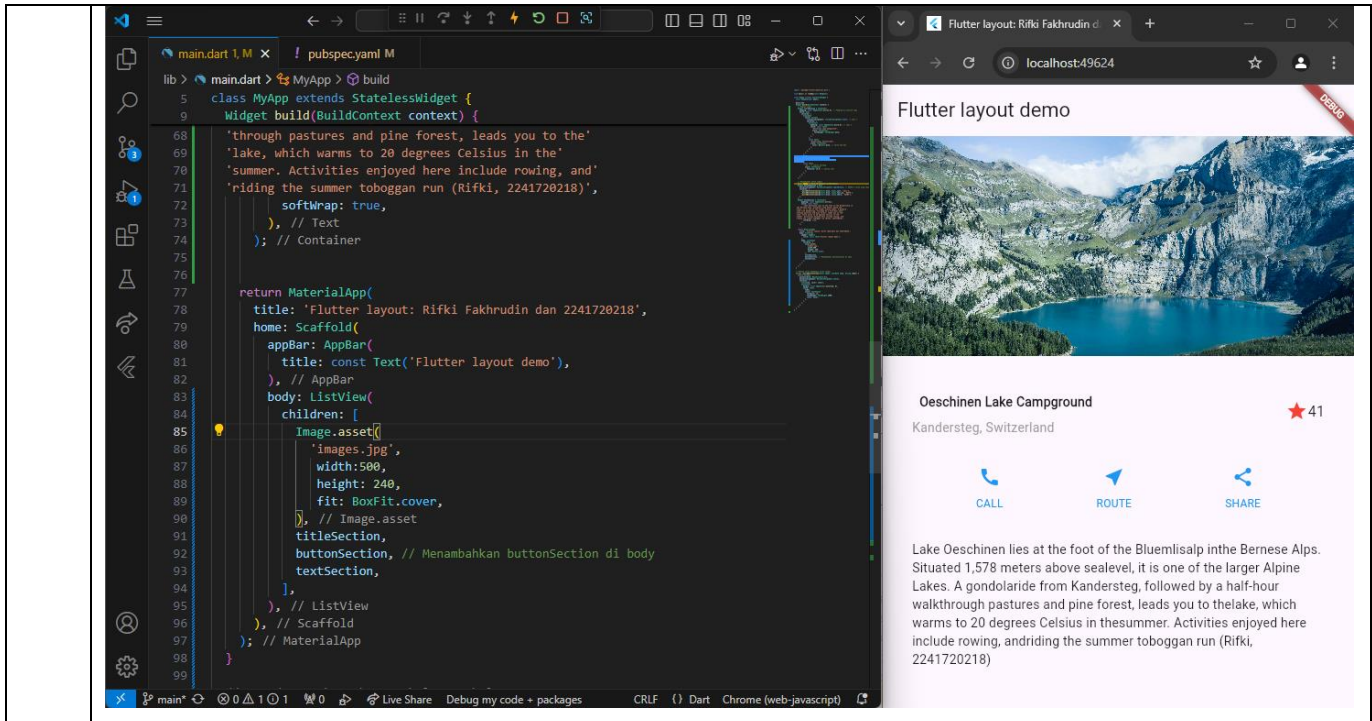 main.dart 1, M
pubspec.yaml M
lib > main.dart > MyApp > build
5 class MyApp extends StatelessWidget {
9 Widget build(BuildContext context) {
68 'through pastures and pine forest, leads you to the'
69 'lake, which warms to 20 degrees Celsius in the'
70 'summer. Activities enjoyed here include rowing, and'
71 'riding the summer toboggan run (Rifki, 2241720218)',
72 softWrap: true,
73 ), // Text
74 ); // Container
75
76
77 return MaterialApp(
78 title: 'Flutter layout: Rifki Fakhrudin dan 2241720218',
79 home: Scaffold(
80 appBar: AppBar(
81 title: const Text('Flutter layout demo'),
82 ), // AppBar
83 body: ListView(
84 children: [
85 Image.asset(
86 'images.jpg',
87 width:500,
88 height: 240,
89 fit: BoxFit.cover,
90 ), // Image.asset
91 titleSection,
92 buttonSection, // Menambahkan buttonSection di body
93 textSection,
94 ],
95 ), // ListView
96 ), // Scaffold
97 ); // MaterialApp
98 }
99
3
1
main* 0 1 1 0 Live Share Debug my code + packages CRLF {} Dart Chrome (web-javascript)
Flutter layout: Rifki Fakhrudin d
localhost:49624
Flutter layout demo
DEBUG
Oeschinen Lake Campground
Kandersteg, Switzerland
41
CALL ROUTE SHARE
Lake Oeschinen lies at the foot of the Bluemlisalp inthe Bernese Alps.
Situated 1,578 meters above sealevel, it is one of the larger Alpine
Lakes. A gondolaride from Kandersteg, followed by a half-hour
walkthrough pastures and pine forest, leads you to thelake, which
warms to 20 degrees Celsius in thesummer. Activities enjoyed here
include rowing, andriding the summer toboggan run (Rifki,
2241720218)